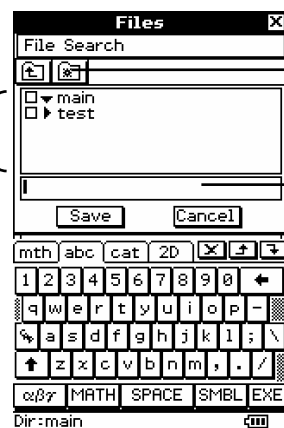 Files
File Search
main
test
Save Cancel
mth abc cat 2D
1 2 3 4 5 6 7 8 9 0
q w e r t y u i o p -
a s d f g h j k l ; \
z x c v b n m , . /
αβγ MATH SPACE SMBL EXE
Dir:main